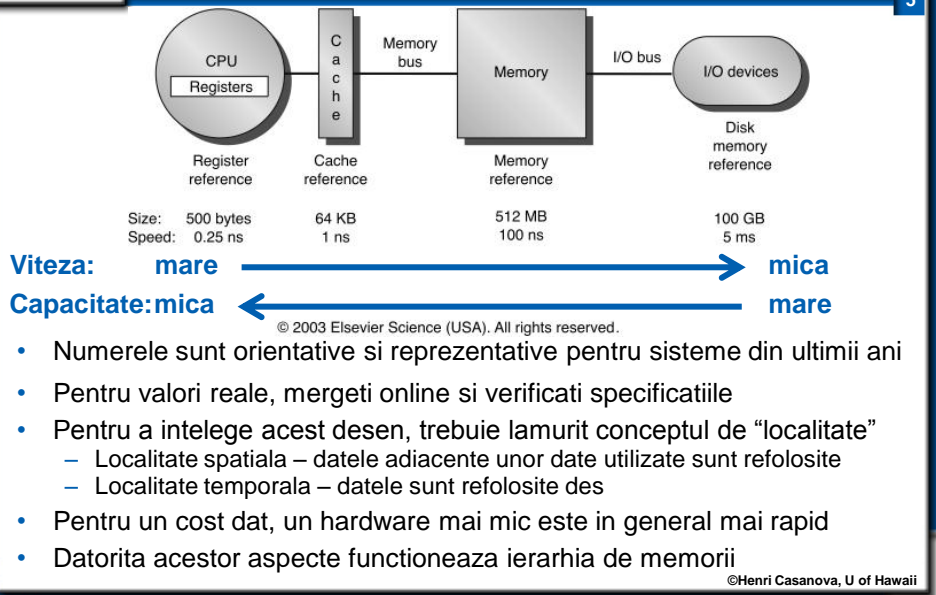 5
CPU
Registers
C
a
c
h
e
Memory
bus
Memory
I/O bus
I/O devices
Register
reference
Cache
reference
Memory
reference
Disk
memory
reference
Size: 500 bytes 64 KB 512 MB 100 GB
Speed: 0.25 ns 1 ns 100 ns 5 ms
Viteza: mare mica
Capacitate: mica mare
© 2003 Elsevier Science (USA). All rights reserved.
• Numerele sunt orientative si reprezentative pentru sisteme din ultimii ani
• Pentru valori reale, mergeti online si verificati specificatiile
• Pentru a intelege acest desen, trebuie lamurit conceptul de “localitate”
– Localitate spatiala – datele adiacente unor date utilizate sunt refolosite
– Localitate temporala – datele sunt refolosite des
• Pentru un cost dat, un hardware mai mic este in general mai rapid
• Datorita acestor aspecte functioneaza ierarhia de memorii
©Henri Casanova, U of Hawaii